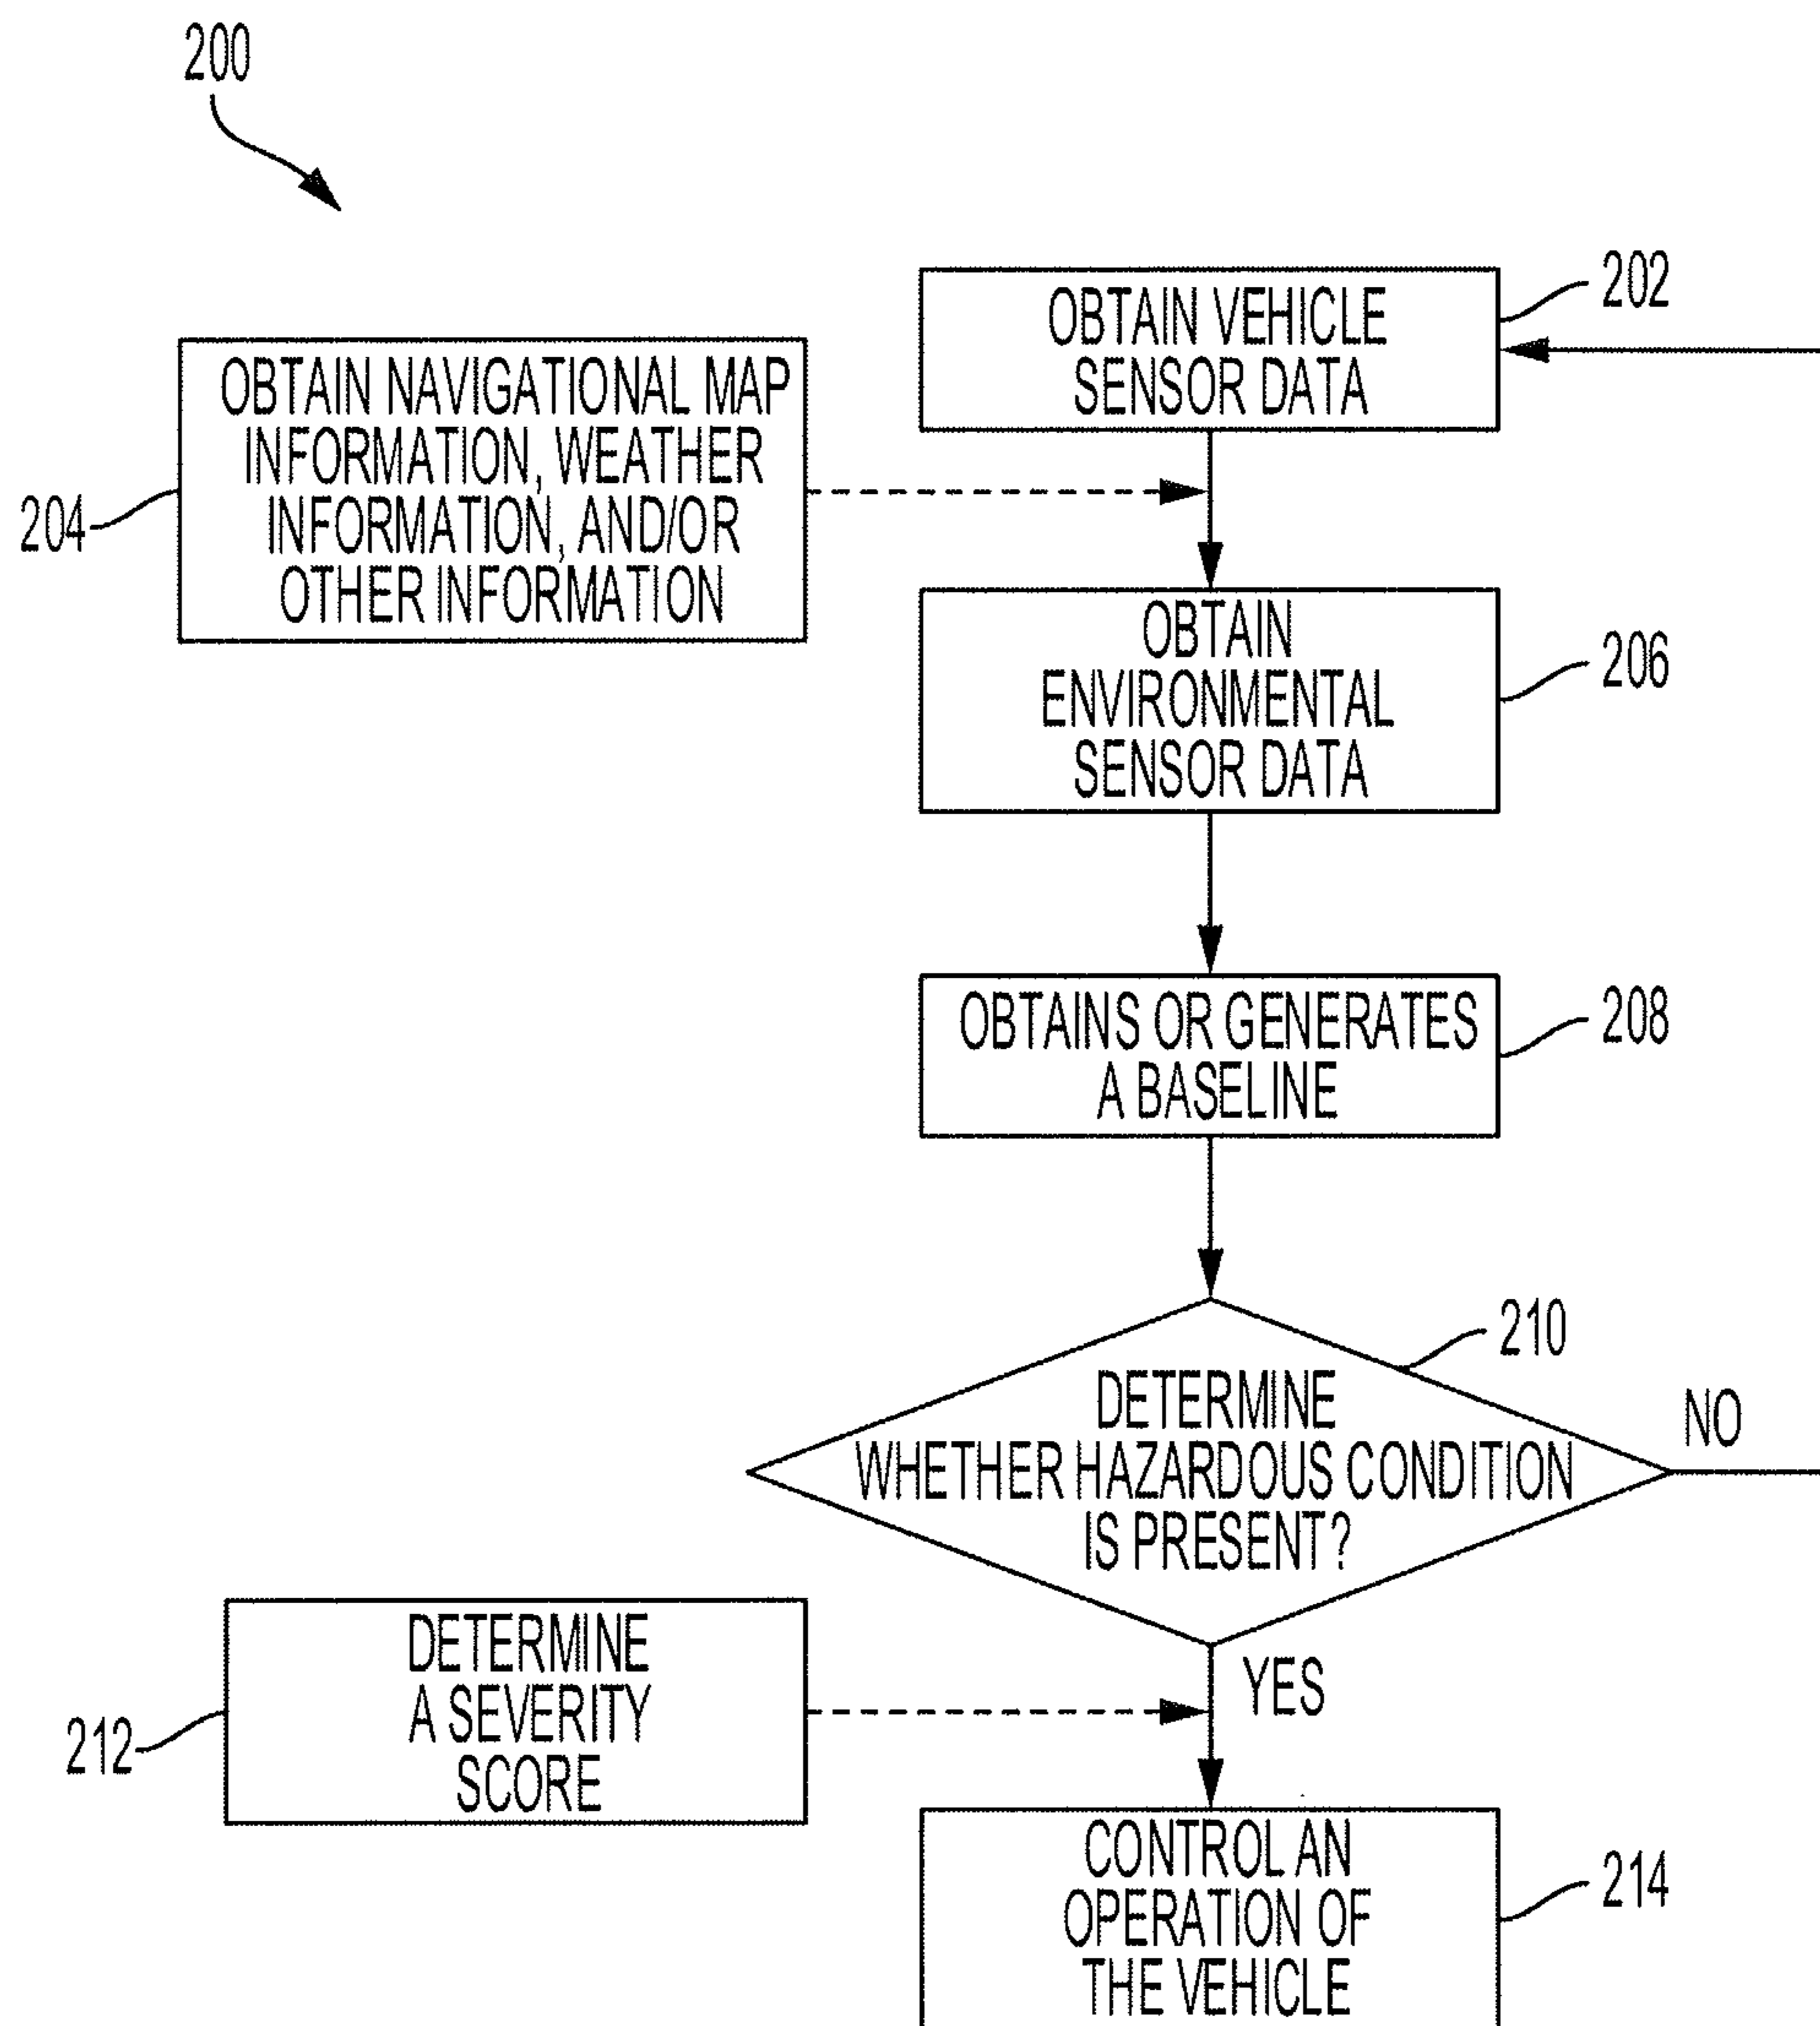 200
OBTAIN VEHICLE
SENSOR DATA
202
OBTAIN NAVIGATIONAL MAP
INFORMATION, WEATHER
INFORMATION, AND/OR
OTHER INFORMATION
204
OBTAIN
ENVIRONMENTAL
SENSOR DATA
206
OBTAINS OR GENERATES
A BASELINE
208
DETERMINE
WHETHER HAZARDOUS CONDITION
IS PRESENT?
210
NO
YES
DETERMINE
A SEVERITY
SCORE
212
CONTROL AN
OPERATION OF
THE VEHICLE
214